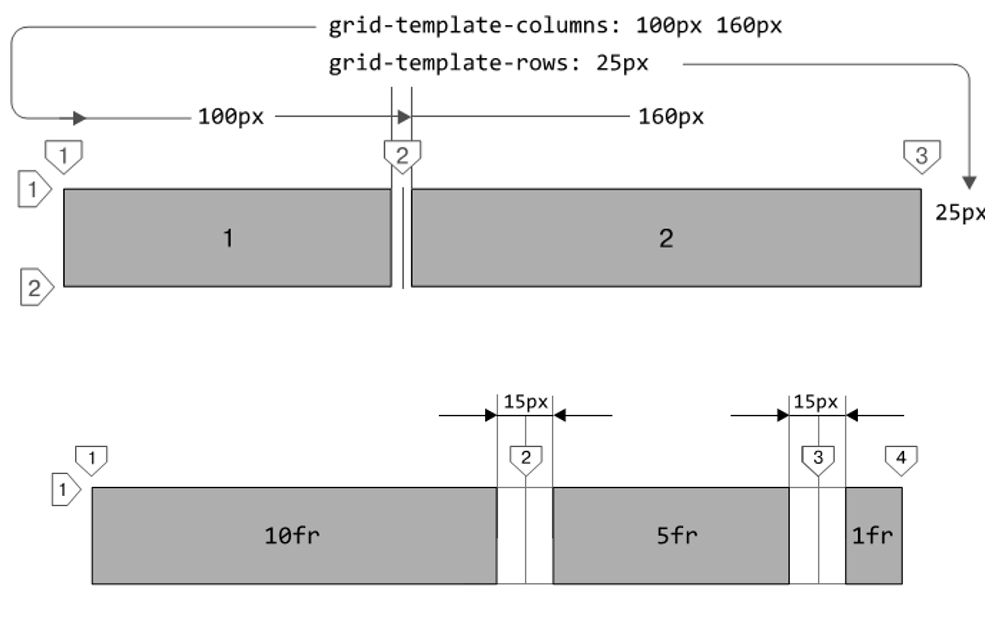 grid-template-columns: 100px 160px
grid-template-rows: 25px
100px 160px
1 2 3
1
25px
1 2
2
15px 15px
1 2 3 4
1
10fr 5fr 1fr